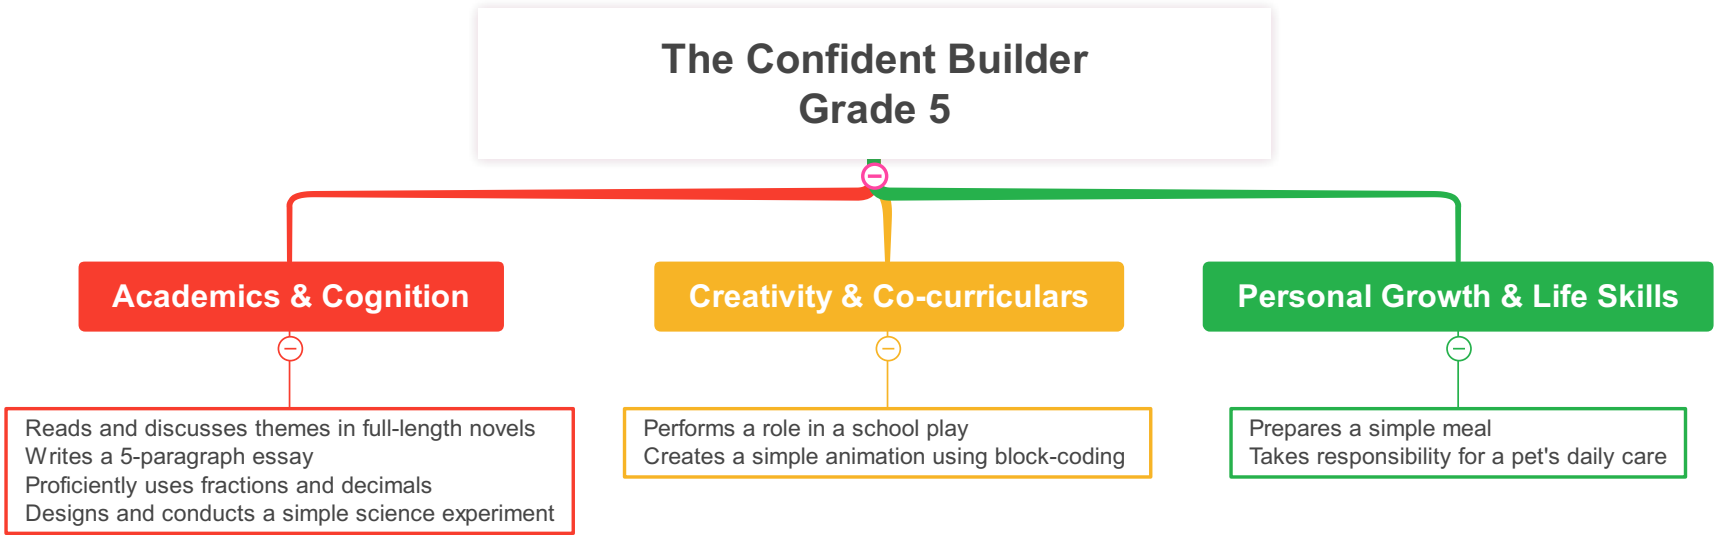 The Confident Builder
Grade 5
Academics & Cognition
Creativity & Co-curriculars
Personal Growth & Life Skills
Reads and discusses themes in full-length novels
Writes a 5-paragraph essay
Proficiently uses fractions and decimals
Designs and conducts a simple science experiment
Performs a role in a school play
Creates a simple animation using block-coding
Prepares a simple meal
Takes responsibility for a pet's daily care